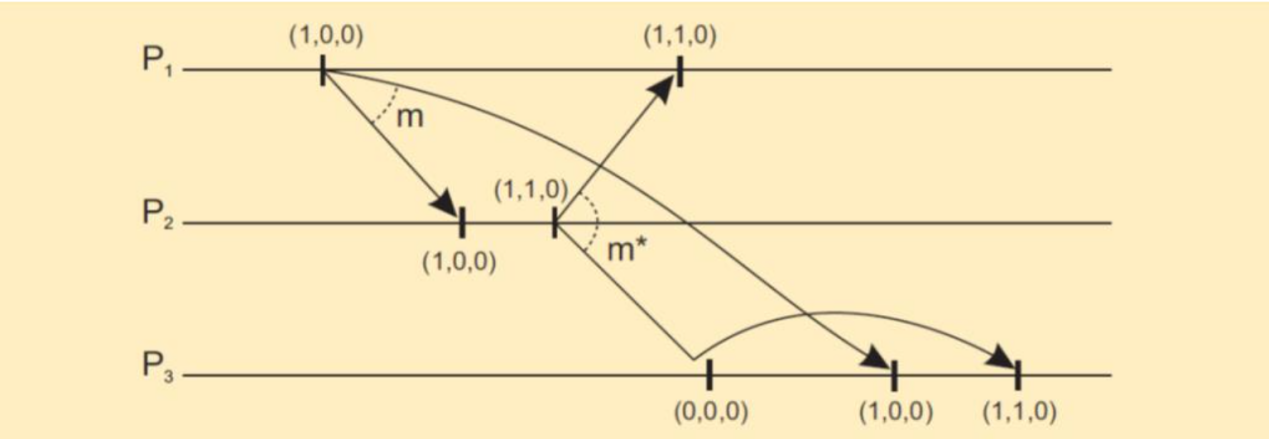 (1,0,0) (1,1,0)
P₁
m
(1,1,0)
P₂
m*
(1,0,0)
P₃
(0,0,0) (1,0,0) (1,1,0)